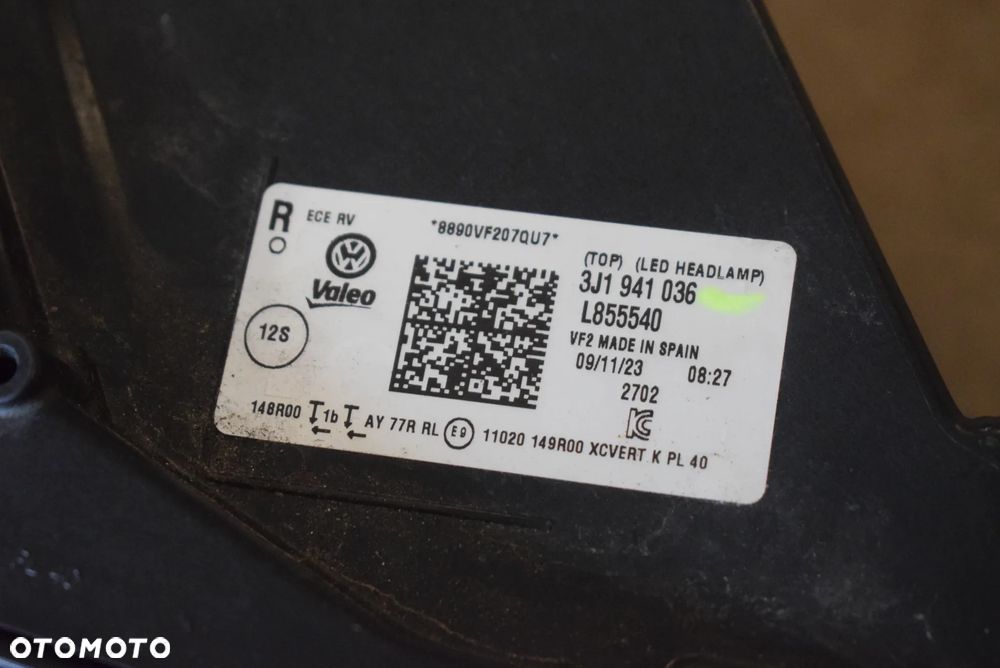 R
ECE RV
*8890VF207QU7*
VW
Valeo
(TOP) (LED HEADLAMP)
3J1 941 036
L855540
12S
VF2 MADE IN SPAIN
09/11/23 08:27
2702
148R00 1b AY 77R RL E9 11020 149R00 XCVERT K PL 40
OTOMOTO